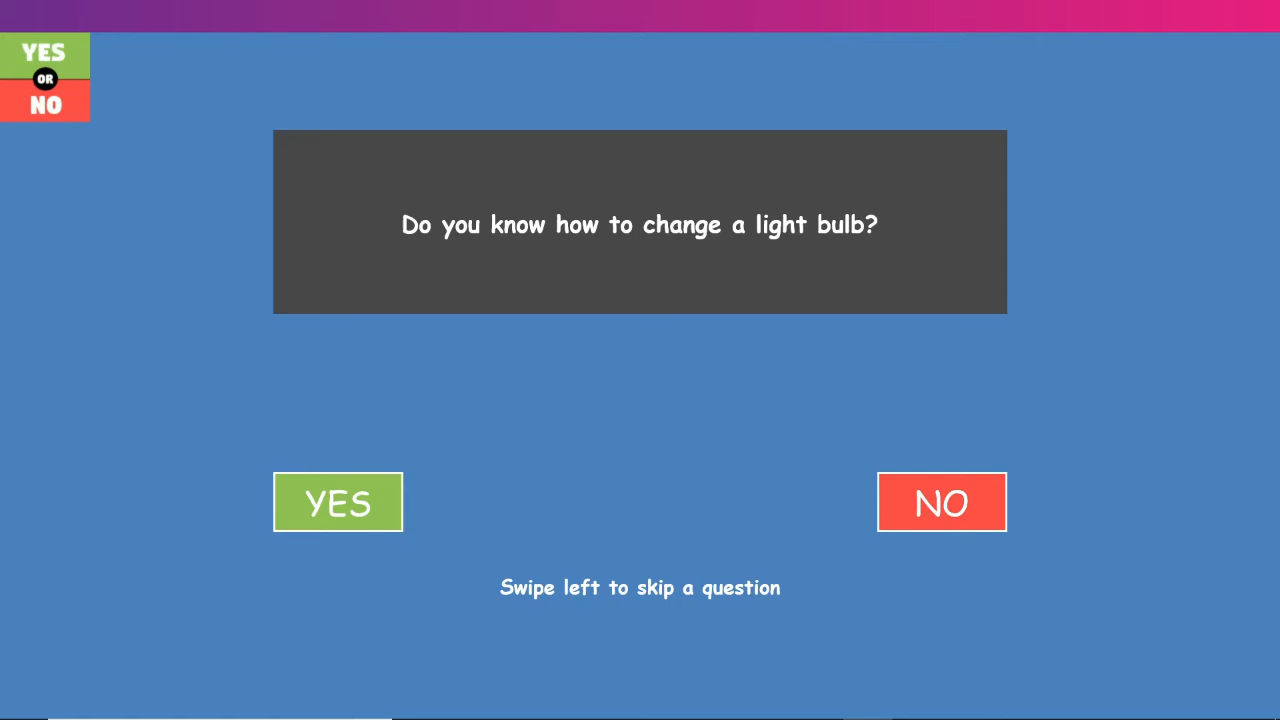 YES
OR
NO
Do you know how to change a light bulb?
YES
NO
Swipe left to skip a question